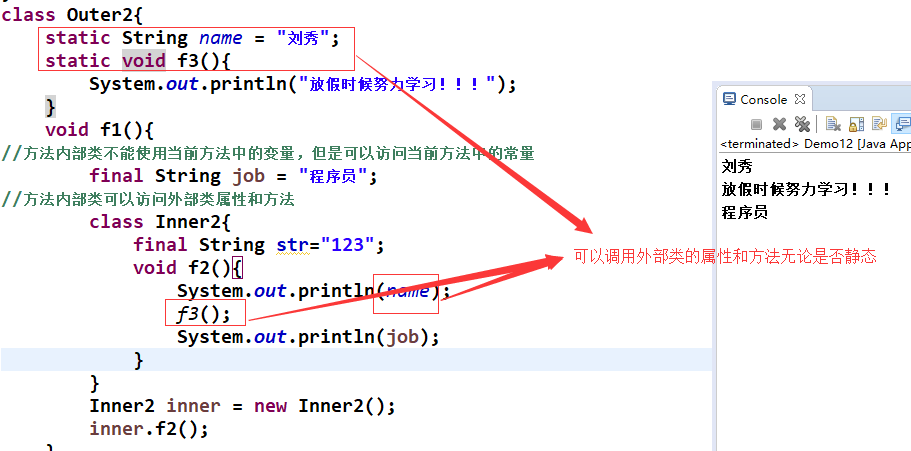 class Outer2{
static String name = "刘秀";
static void f3(){
System.out.println("放假时候努力学习！！！");
}
void f1(){
//方法内部类不能使用当前方法中的变量，但是可以访问当前方法中的常量
final String job = "程序员";
//方法内部类可以访问外部类属性和方法
class Inner2{
final String str="123";
void f2(){
System.out.println(name);
f3();
System.out.println(job);
}
}
Inner2 inner = new Inner2();
inner.f2();
可以调用外部类的属性和方法无论是否静态
Console
<terminated> Demo12 [Java App
刘秀
放假时候努力学习！！！
程序员